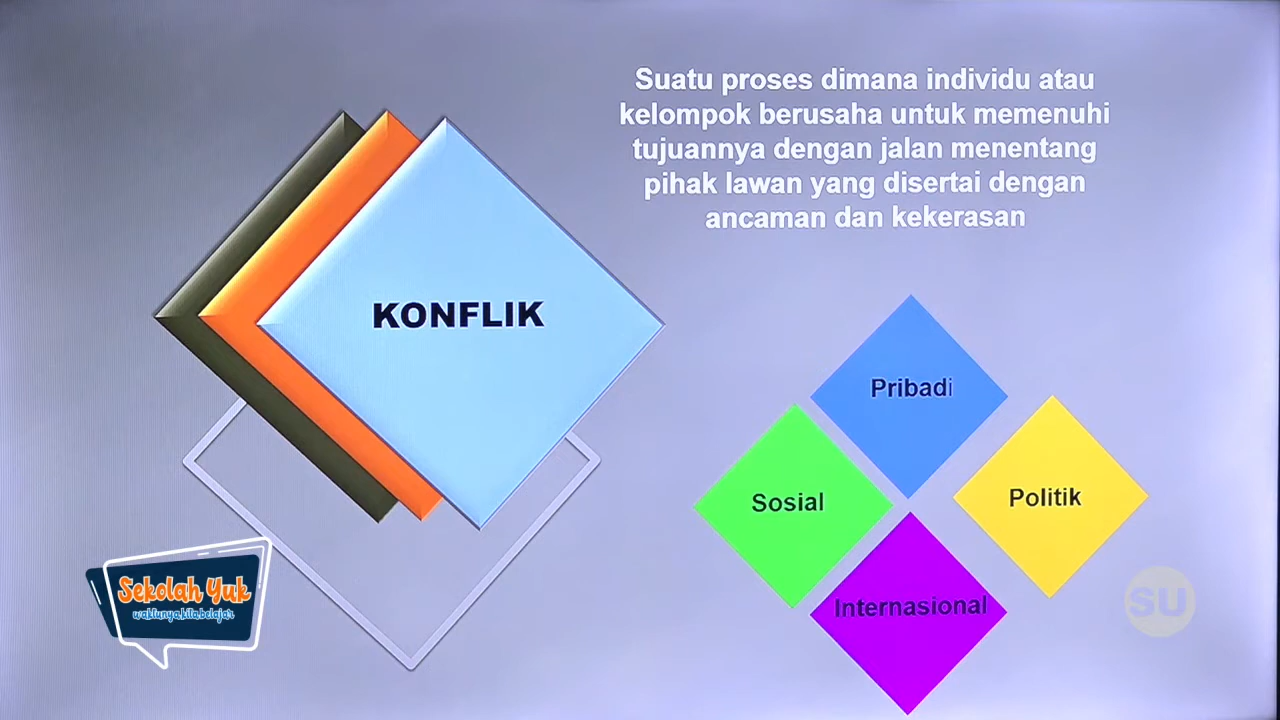 Suatu proses dimana individu atau
kelompok berusaha untuk memenuhi
tujuannya dengan jalan menentang
pihak lawan yang disertai dengan
ancaman dan kekerasan
KONFLIK
Pribadi
Sosial
Politik
Internasional
Sekolah Yuk
waktunya.kita.belajar
SU